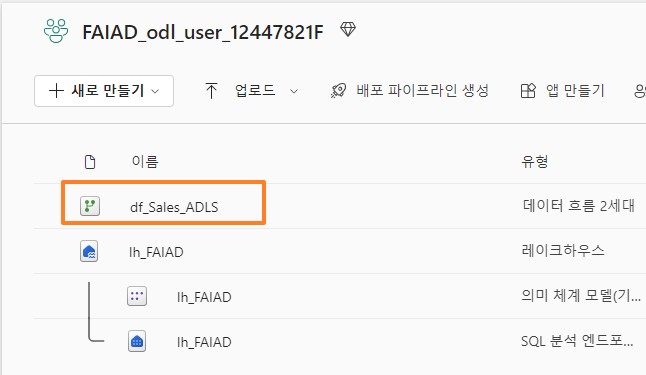 FAIAD_odl_user_12447821F
새로 만들기 업로드 배포 파이프라인 생성 앱 만들기
이름 유형
df_Sales_ADLS 데이터 흐름 2세대
lh_FAIAD 레이크하우스
lh_FAIAD 의미 체계 모델(기...
lh_FAIAD SQL 분석 엔드포...